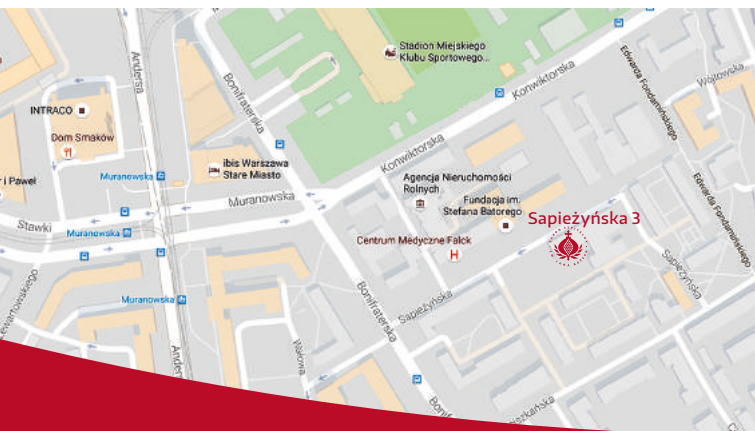 Stadion Miejskiego
Klubu Sportowego...
Edwarda Fondamińskiego
Wójtowska
Andersa
Bonifraterska
Konwiktorska
INTRACO
Dom Smaków
ibis Warszawa
Stare Miasto
Konwiktorska
Agencja Nieruchomości
Rolnych
r i Paweł
Muranowska
Muranowska
Fundacja im.
Stefana Batorego
Edwarda Fondamińskiego
Sapieżyńska 3
Stawki
Muranowska
Centrum Medyczne Falck
Sapieżyńska
Muranowska
Bonifraterska
Sapieżyńska
Wałowa